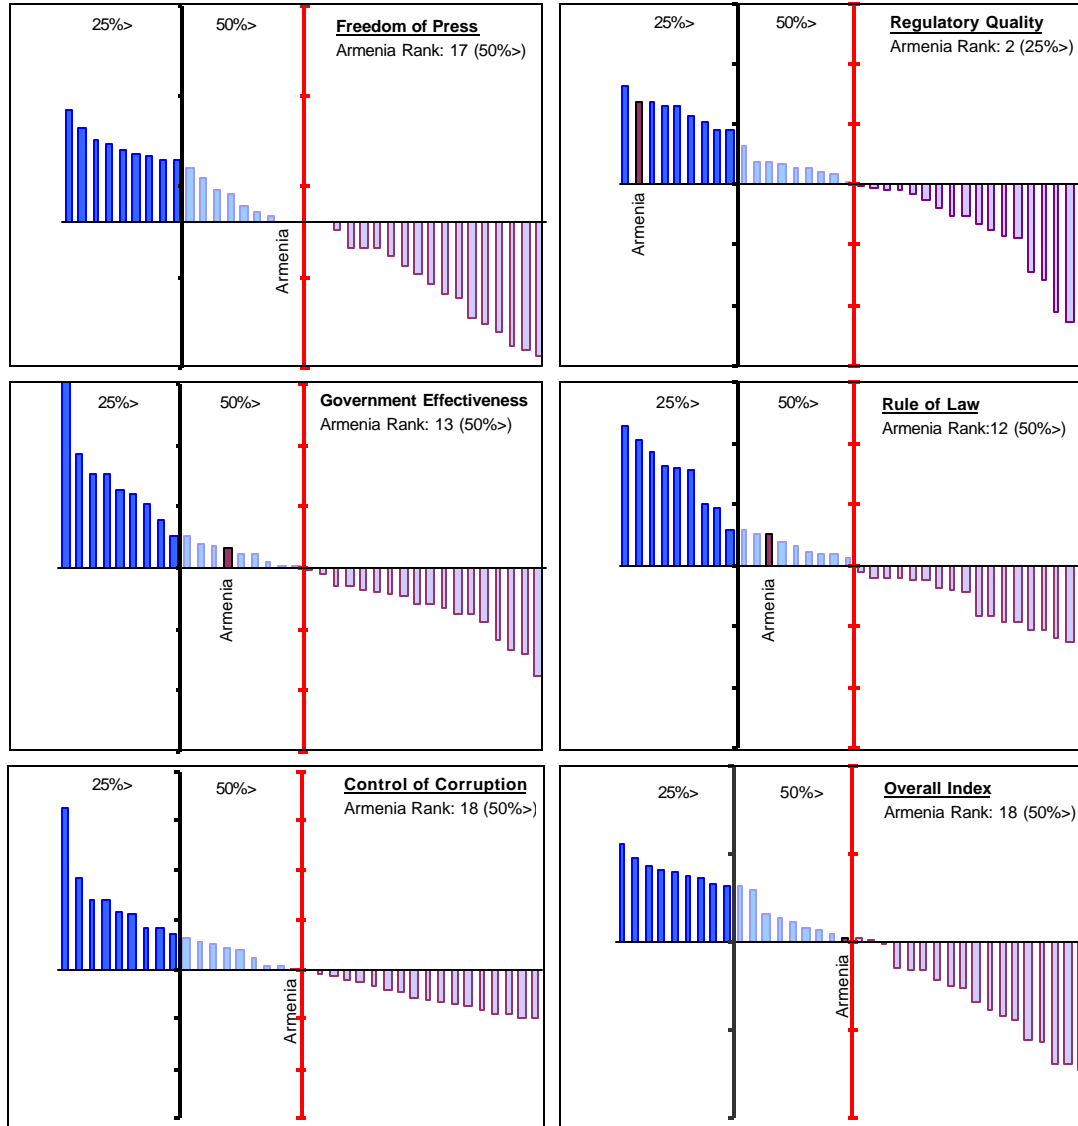 25%>
50%>
Freedom of Press
Armenia Rank: 17 (50%>)
Armenia
25%>
50%>
Regulatory Quality
Armenia Rank: 2 (25%>)
Armenia
25%>
50%>
Government Effectiveness
Armenia Rank: 13 (50%>)
Armenia
25%>
50%>
Rule of Law
Armenia Rank:12 (50%>)
Armenia
25%>
50%>
Control of Corruption
Armenia Rank: 18 (50%>)
Armenia
25%>
50%>
Overall Index
Armenia Rank: 18 (50%>)
Armenia